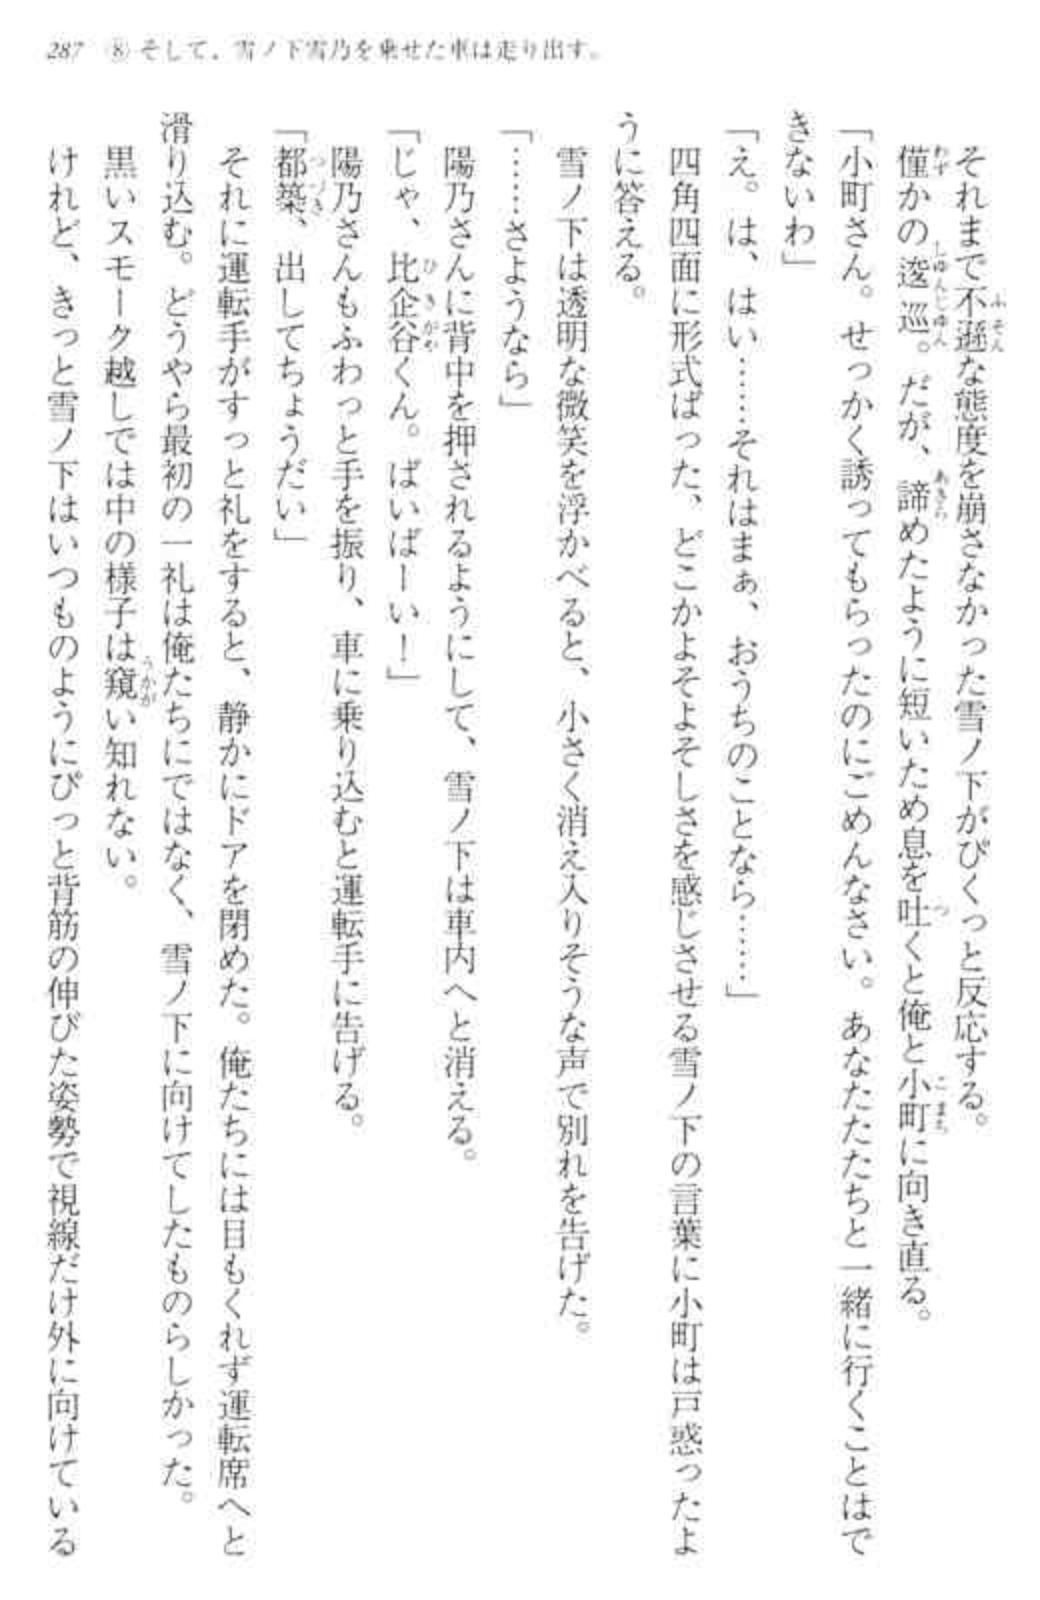 287 ⑧ そして、雪ノ下雪乃を乗せた車は走り出す。
それまで不遜な態度を崩さなかった雪ノ下がぴくっと反応する。
僅かの逡巡。だが、諦めたように短いため息を吐くと俺と小町に向き直る。
「小町さん。せっかく誘ってもらったのにごめんなさい。あなたたちと一緒に行くことはで
きないわ」
「え。は、はい……それはまぁ、おうちのことなら……」
四角四面に形式ばった、どこかよそよそしさを感じさせる雪ノ下の言葉に小町は戸惑ったよ
うに答える。
雪ノ下は透明な微笑を浮かべると、小さく消え入りそうな声で別れを告げた。
「……さようなら」
陽乃さんに背中を押されるようにして、雪ノ下は車内へと消える。
「じゃ、比企谷くん。ばいばーい！」
陽乃さんもふわっと手を振り、車に乗り込むと運転手に告げる。
「都築、出してちょうだい」
それに運転手がすっと礼をすると、静かにドアを閉めた。俺たちには目もくれず運転席へと
滑り込む。どうやら最初の一礼は俺たちにではなく、雪ノ下に向けてしたものらしかった。
黒いスモーク越しでは中の様子は窺い知れない。
けれど、きっと雪ノ下はいつものようにぴっと背筋の伸びた姿勢で視線だけ外に向けている